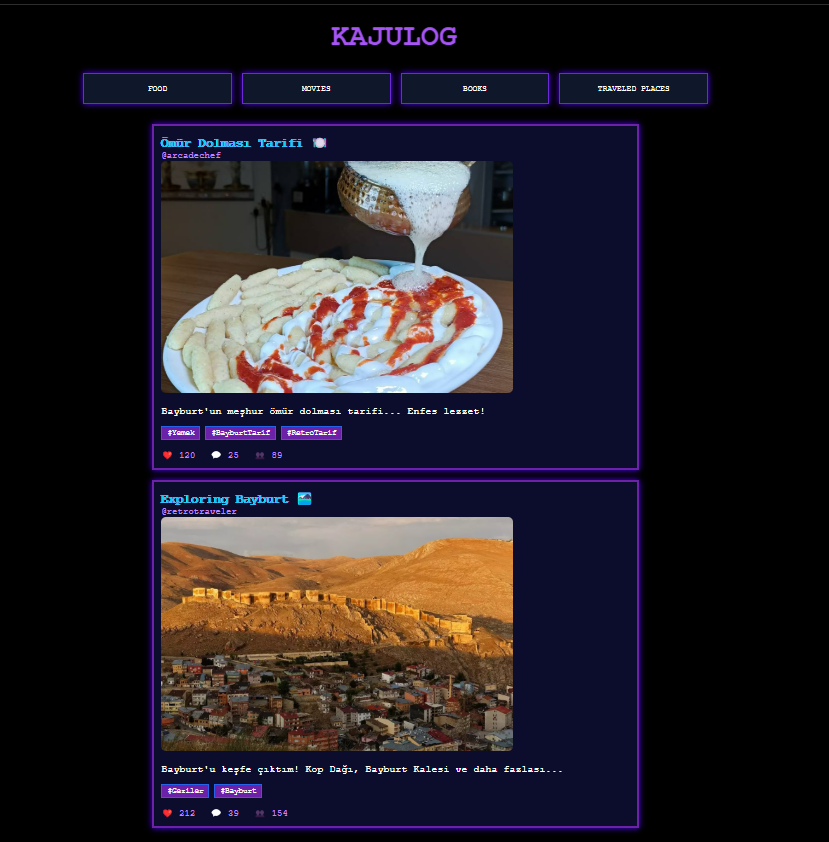 KAJULOG
FOOD MOVIES BOOKS TRAVELED PLACES
Ömür Dolması Tarifi 🍽️
@arcadechef
Bayburt'un meşhur ömür dolması tarifi... Enfes lezzet!
#Yemek #BayburtTarif #RetroTarif
❤️ 120 💬 25 👥 89
Exploring Bayburt 🏞️
@retrotraveler
Bayburt'u keşfe çıktım! Kop Dağı, Bayburt Kalesi ve daha fazlası...
#Geziler #Bayburt
❤️ 212 💬 39 👥 154